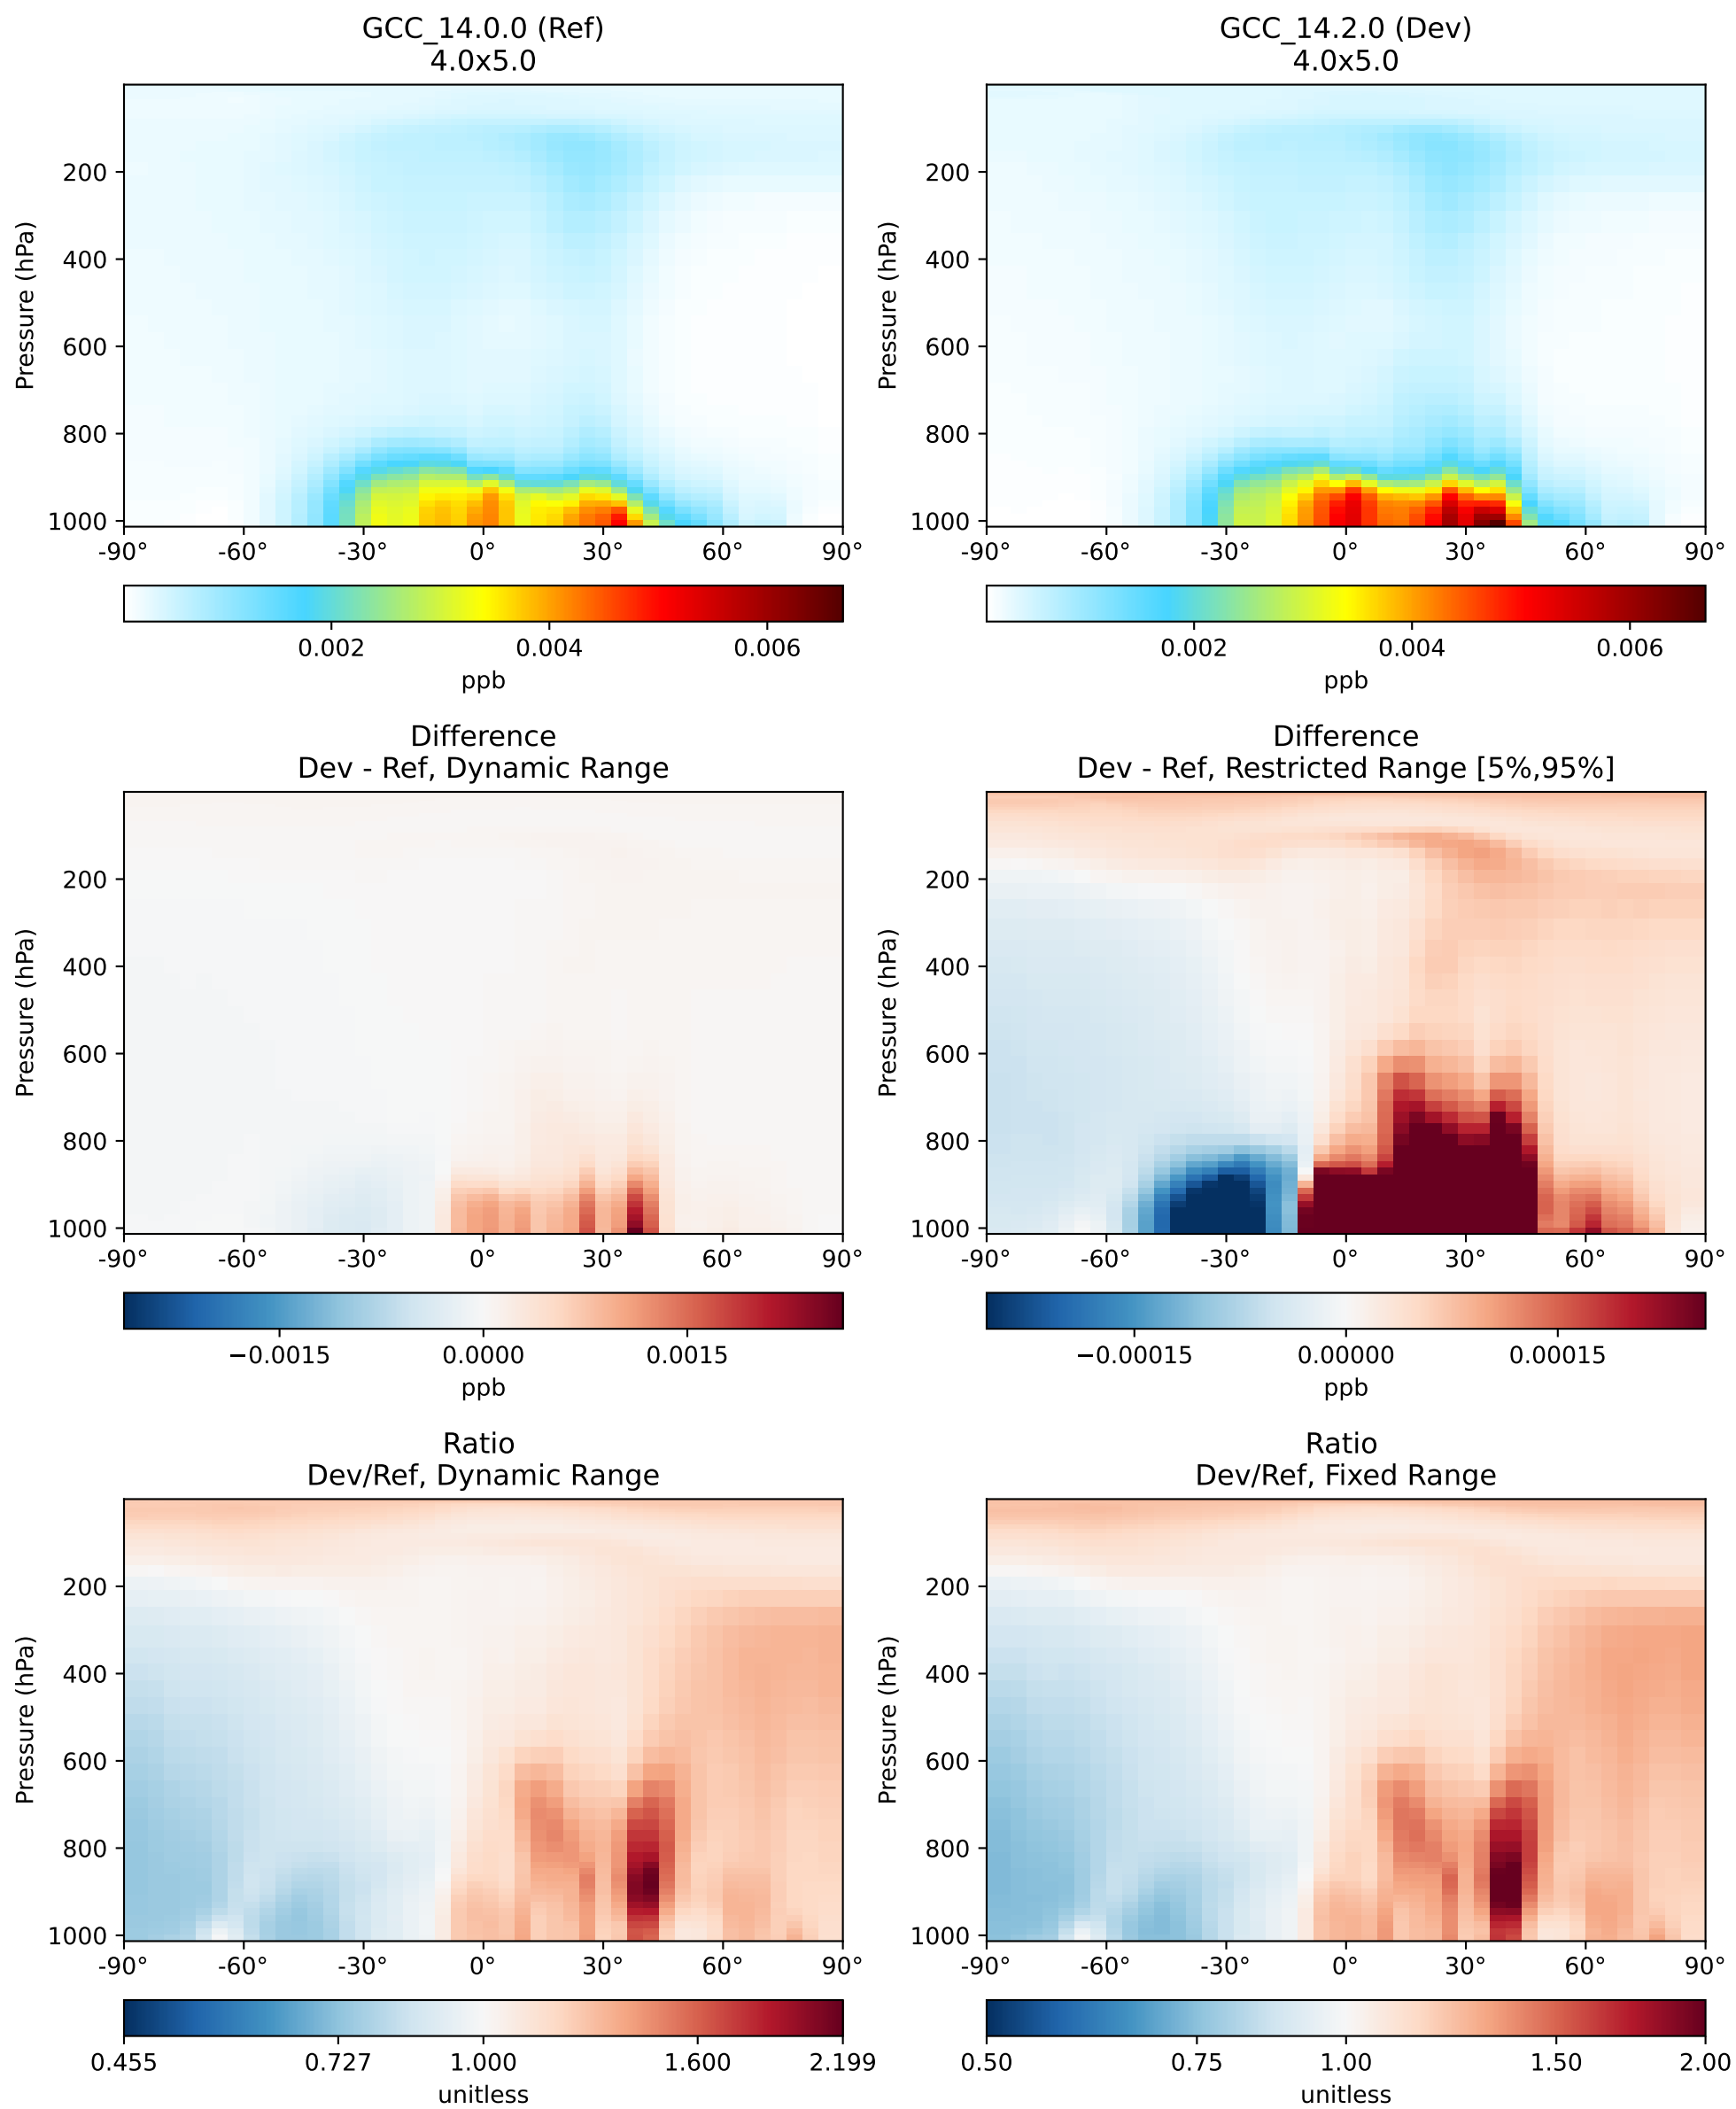 GCC_14.0.0 (Ref)
4.0x5.0
GCC_14.2.0 (Dev)
4.0x5.0
Pressure (hPa)
200
400
600
800
1000
-90° -60° -30° 0° 30° 60° 90°
0.002 0.004 0.006
ppb
Pressure (hPa)
200
400
600
800
1000
-90° -60° -30° 0° 30° 60° 90°
0.002 0.004 0.006
ppb
Difference
Dev - Ref, Dynamic Range
Difference
Dev - Ref, Restricted Range [5%,95%]
Pressure (hPa)
200
400
600
800
1000
-90° -60° -30° 0° 30° 60° 90°
−0.0015 0.0000 0.0015
ppb
Pressure (hPa)
200
400
600
800
1000
-90° -60° -30° 0° 30° 60° 90°
−0.00015 0.00000 0.00015
ppb
Ratio
Dev/Ref, Dynamic Range
Ratio
Dev/Ref, Fixed Range
Pressure (hPa)
200
400
600
800
1000
-90° -60° -30° 0° 30° 60° 90°
0.455 0.727 1.000 1.600 2.199
unitless
Pressure (hPa)
200
400
600
800
1000
-90° -60° -30° 0° 30° 60° 90°
0.50 0.75 1.00 1.50 2.00
unitless